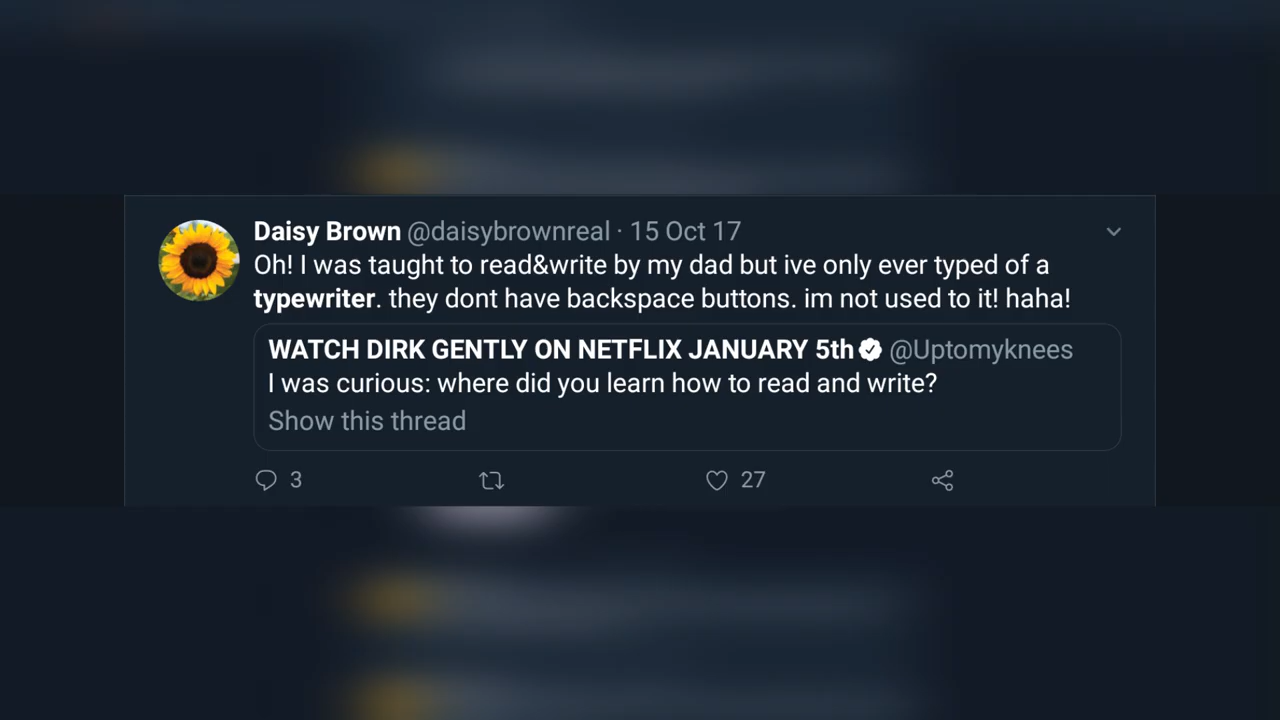 Daisy Brown @daisybrownreal · 15 Oct 17
Oh! I was taught to read&write by my dad but ive only ever typed of a
typewriter. they dont have backspace buttons. im not used to it! haha!
WATCH DIRK GENTLY ON NETFLIX JANUARY 5th @Uptomyknees
I was curious: where did you learn how to read and write?
Show this thread
3 27